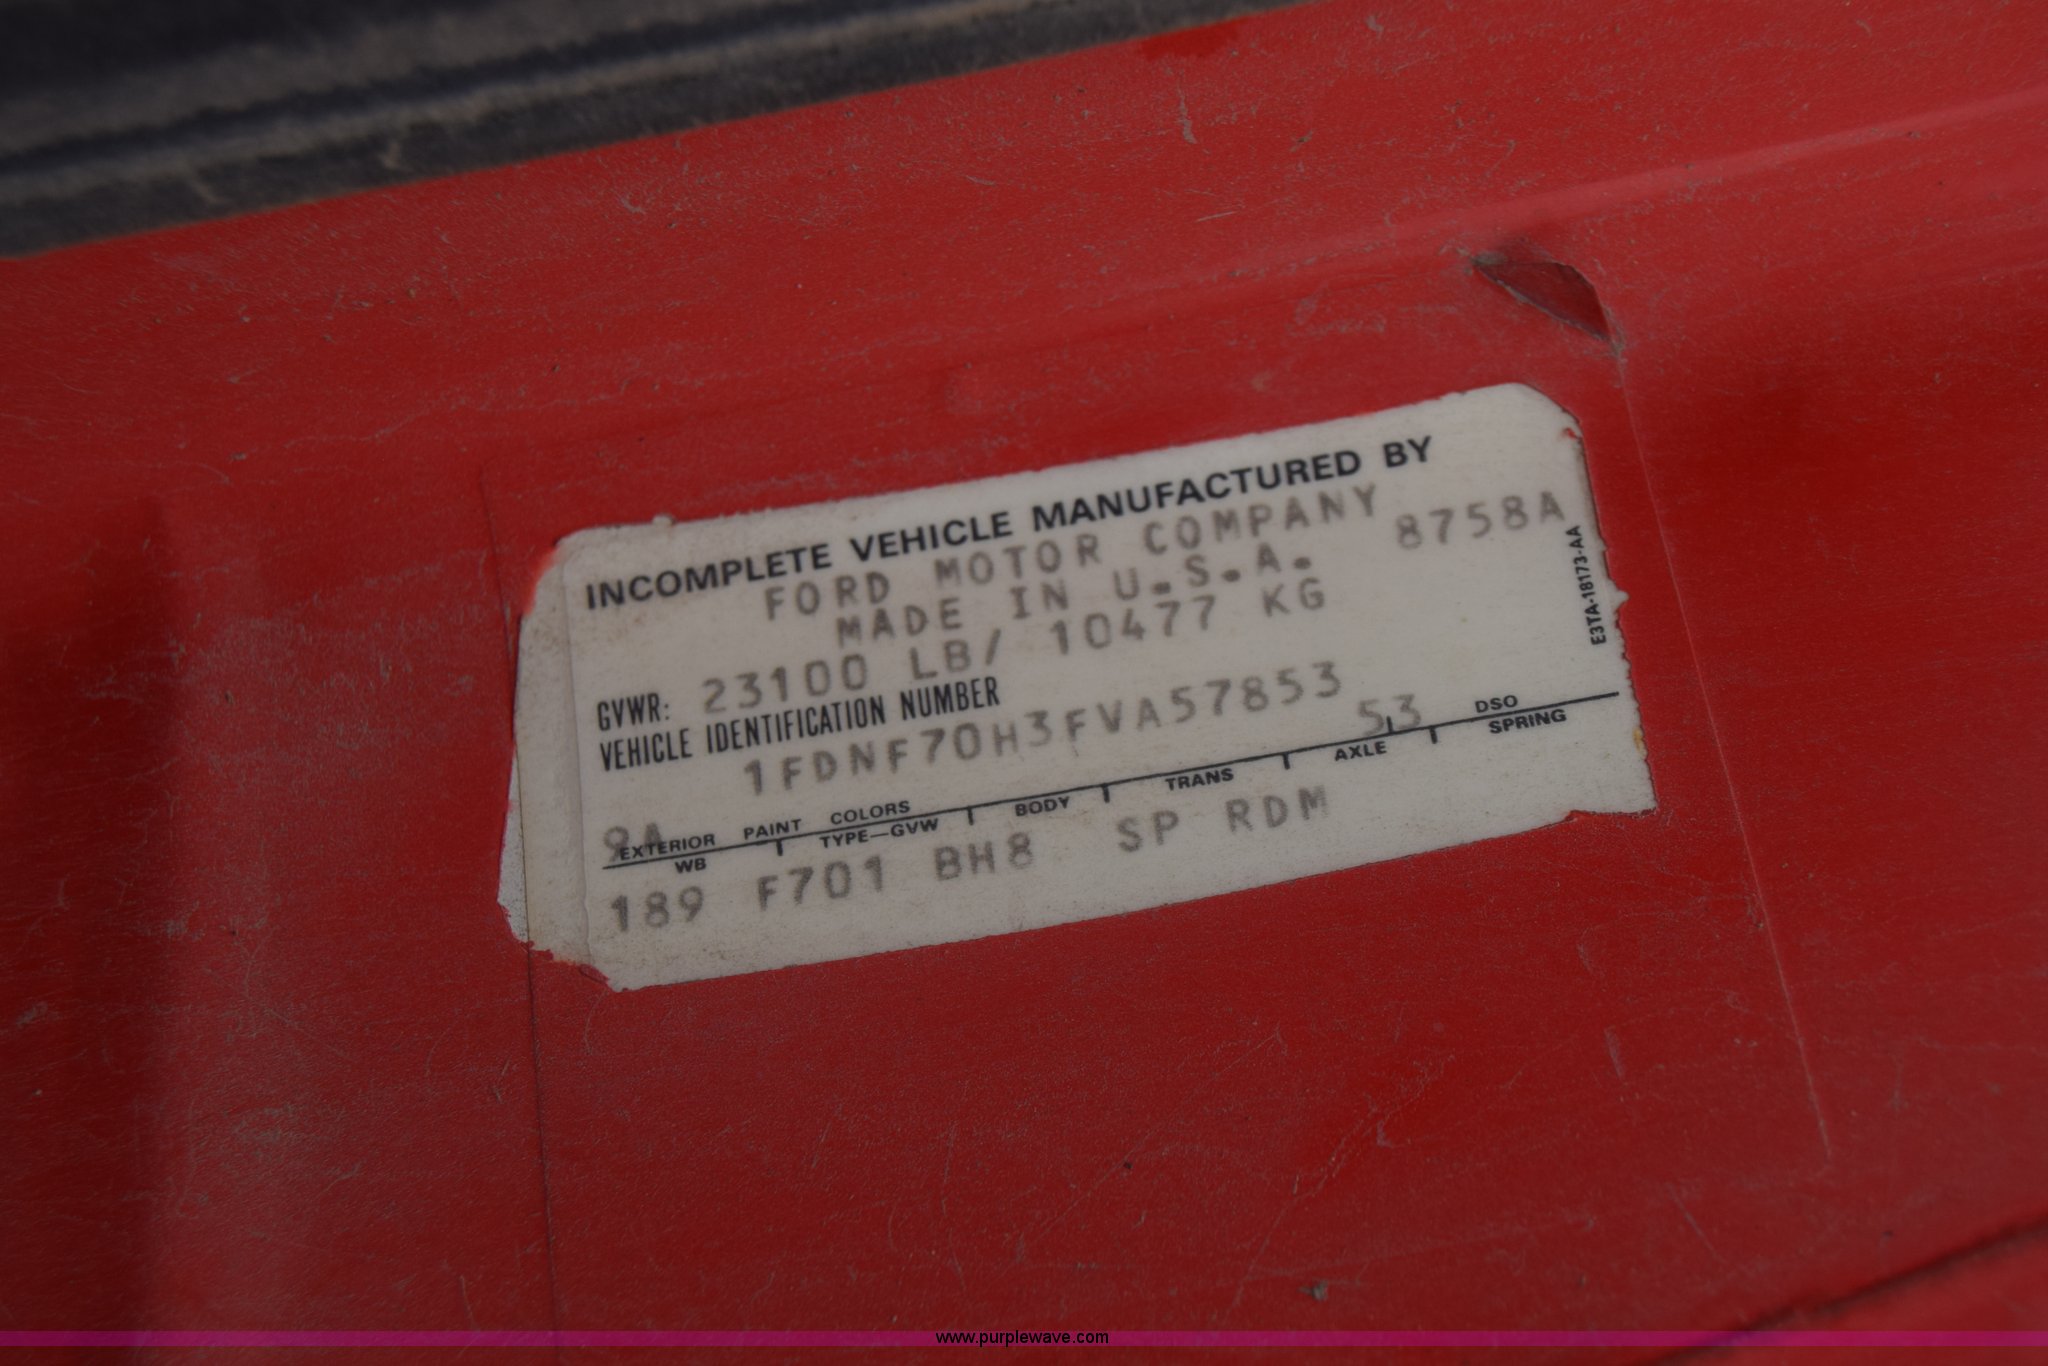 INCOMPLETE VEHICLE MANUFACTURED BY
FORD MOTOR COMPANY
8758A
MADE IN U.S.A.
GVWR: 23100 LB/ 10477 KG
VEHICLE IDENTIFICATION NUMBER
1FDNF70H3FVA57853
E3TA-18173-AA
9A
53
EXTERIOR PAINT COLORS
DSO
WB TYPE—GVW BODY TRANS AXLE SPRING
189 F701 BH8 SP RDM
www.purplewave.com